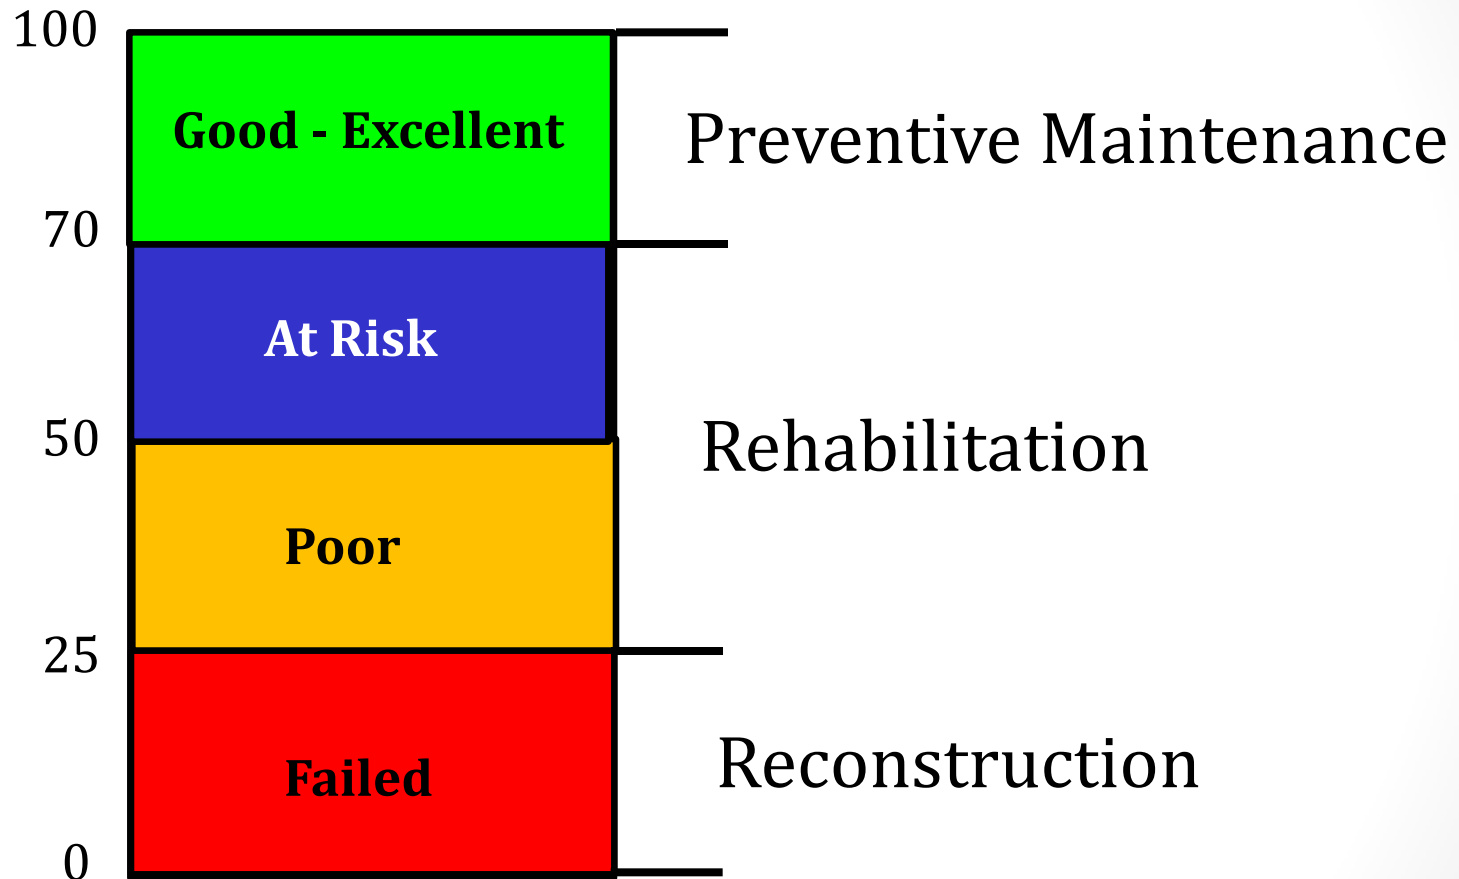 100
Good - Excellent
Preventive Maintenance
70
At Risk
50
Rehabilitation
Poor
25
Reconstruction
Failed
0